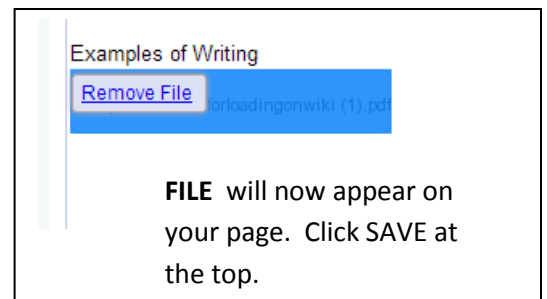 Examples of Writing
Remove File forloadingonwiki (1).pdf
FILE will now appear on
your page. Click SAVE at
the top.